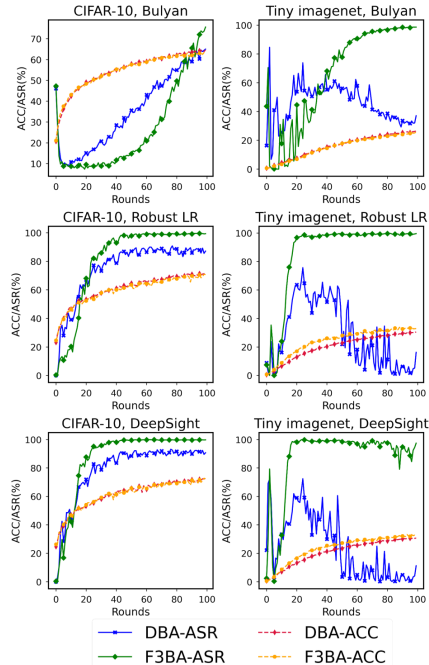 CIFAR-10, Bulyan
Tiny imagenet, Bulyan
ACC/ASR(%)
70
60
50
40
30
20
10
0 20 40 60 80 100
Rounds
100
80
60
40
20
0
0 20 40 60 80 100
Rounds
CIFAR-10, Robust LR
Tiny imagenet, Robust LR
ACC/ASR(%)
100
80
60
40
20
0
0 20 40 60 80 100
Rounds
ACC/ASR(%)
100
80
60
40
20
0
0 20 40 60 80 100
Rounds
CIFAR-10, DeepSight
Tiny imagenet, DeepSight
ACC/ASR(%)
100
80
60
40
20
0
0 20 40 60 80 100
Rounds
ACC/ASR(%)
100
80
60
40
20
0
0 20 40 60 80 100
Rounds
DBA-ASR
DBA-ACC
F3BA-ASR
F3BA-ACC